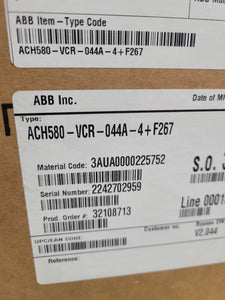 ABB Item-Type Code
ACH580-VCR-044A-4+F267
ABB Inc.
Date of MF
Type:
ACH580-VCR-044A-4+F267
Material Code: 3AUA0000225752
S.O.
Serial Number: 2242702959
Prod. Order #: 32108713
Line 0001
UPC/EAN CODE
Customer no.
Bypass
V2.044
Reference: